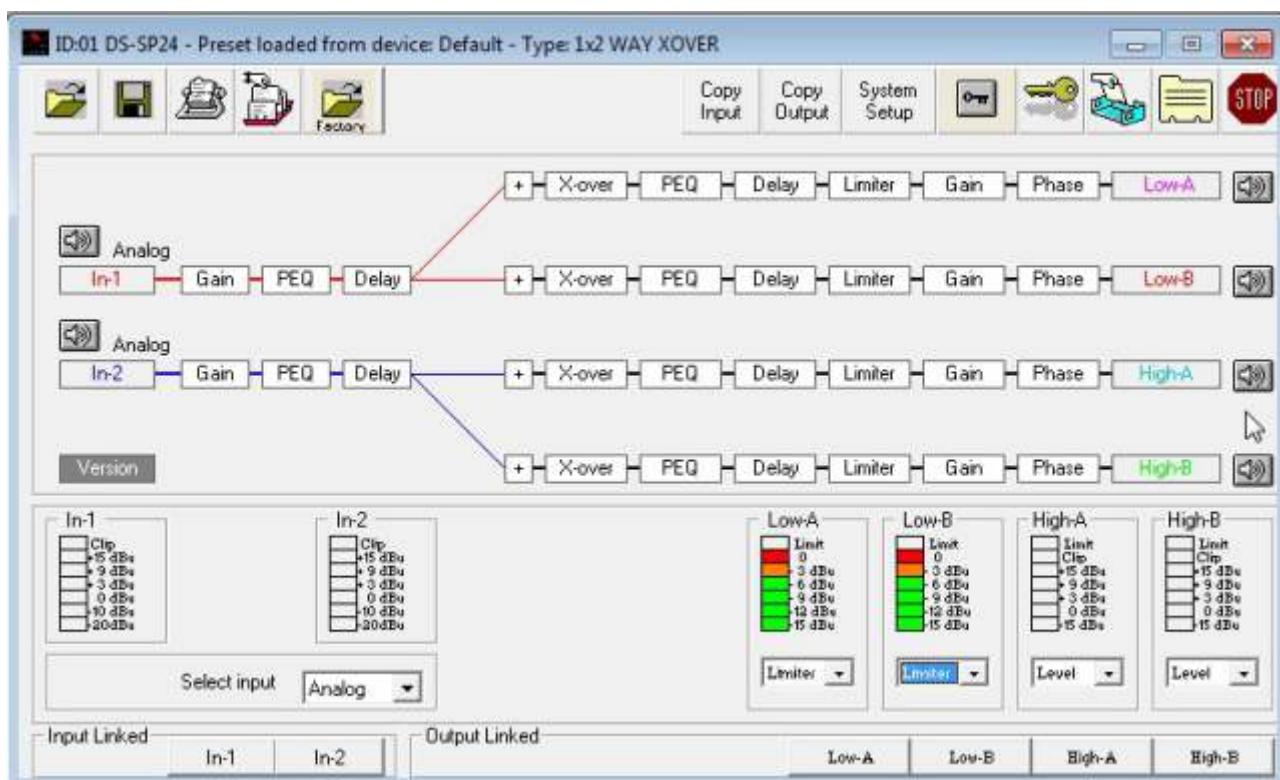 ID:01 DS-SP24 - Preset loaded from device: Default - Type: 1x2 WAY XOVER
Factory
Copy Input
Copy Output
System Setup
STOP
+ X-over PEQ Delay Limiter Gain Phase Low-A
Analog
In-1 Gain PEQ Delay + X-over PEQ Delay Limiter Gain Phase Low-B
Analog
In-2 Gain PEQ Delay + X-over PEQ Delay Limiter Gain Phase High-A
Version + X-over PEQ Delay Limiter Gain Phase High-B
In-1
Clip
+15 dBu
+ 9 dBu
+ 3 dBu
0 dBu
-10 dBu
-20dBu
In-2
Clip
+15 dBu
+ 9 dBu
+ 3 dBu
0 dBu
-10 dBu
-20dBu
Low-A
Limit
0
- 3 dBu
- 6 dBu
- 9 dBu
-12 dBu
-15 dBu
Limiter
Low-B
Limit
0
- 3 dBu
- 6 dBu
- 9 dBu
-12 dBu
-15 dBu
Limiter
High-A
Limit
Clip
+15 dBu
+ 9 dBu
+ 3 dBu
0 dBu
-15 dBu
Level
High-B
Limit
Clip
+15 dBu
+ 9 dBu
+ 3 dBu
0 dBu
-15 dBu
Level
Select input Analog
Input Linked
In-1 In-2
Output Linked
Low-A Low-B High-A High-B